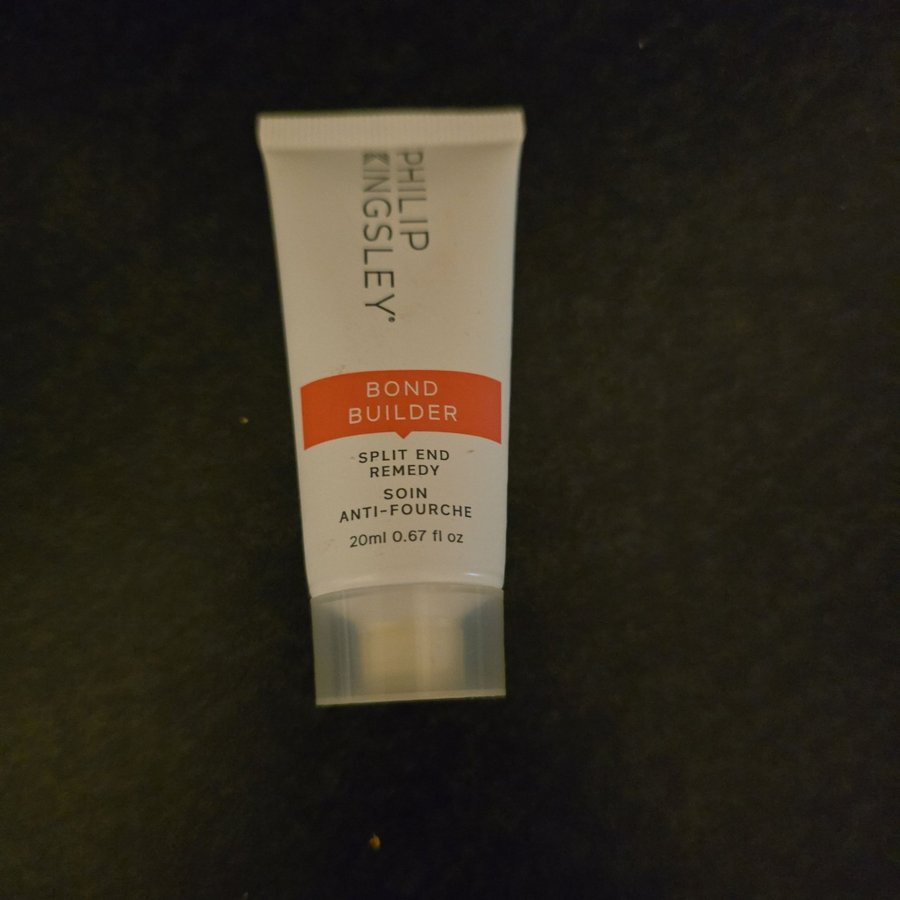 PHILIP
KINGSLEY®
BOND
BUILDER
SPLIT END
REMEDY
SOIN
ANTI-FOURCHE
20ml 0.67 fl oz